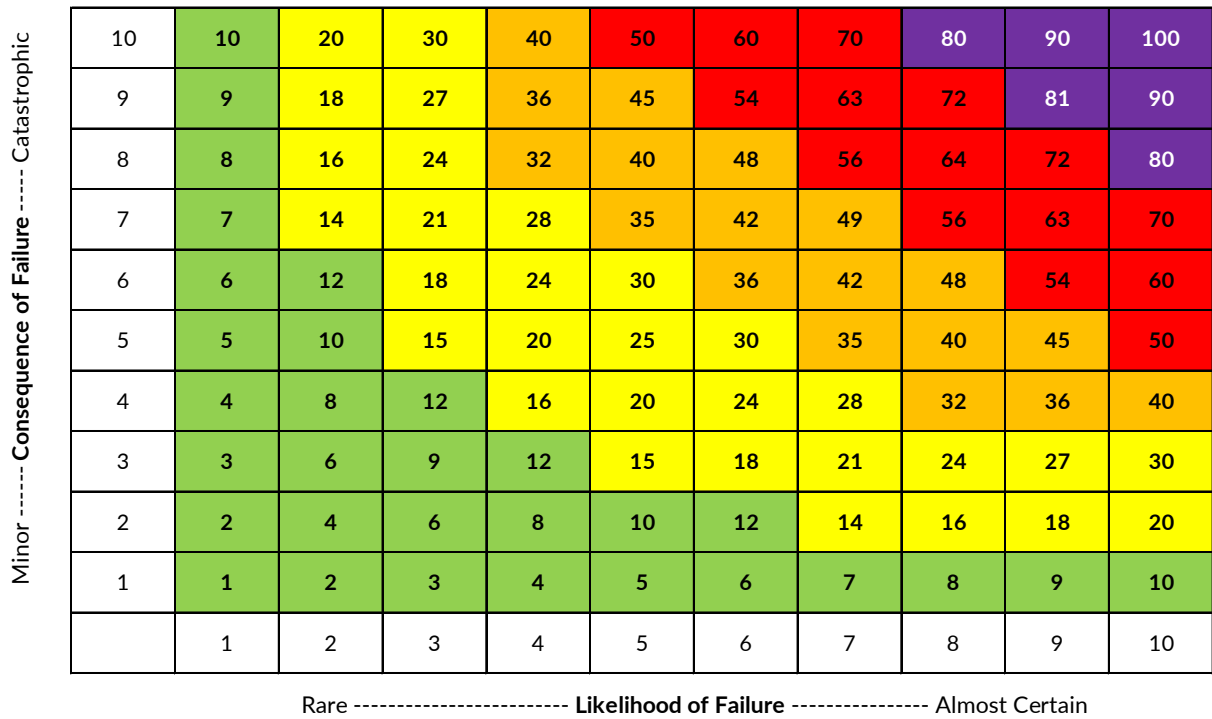 Minor ------ Consequence of Failure ----- Catastrophic
10 10 20 30 40 50 60 70 80 90 100
9 9 18 27 36 45 54 63 72 81 90
8 8 16 24 32 40 48 56 64 72 80
7 7 14 21 28 35 42 49 56 63 70
6 6 12 18 24 30 36 42 48 54 60
5 5 10 15 20 25 30 35 40 45 50
4 4 8 12 16 20 24 28 32 36 40
3 3 6 9 12 15 18 21 24 27 30
2 2 4 6 8 10 12 14 16 18 20
1 1 2 3 4 5 6 7 8 9 10
1 2 3 4 5 6 7 8 9 10
Rare ------------------------- Likelihood of Failure ---------------- Almost Certain